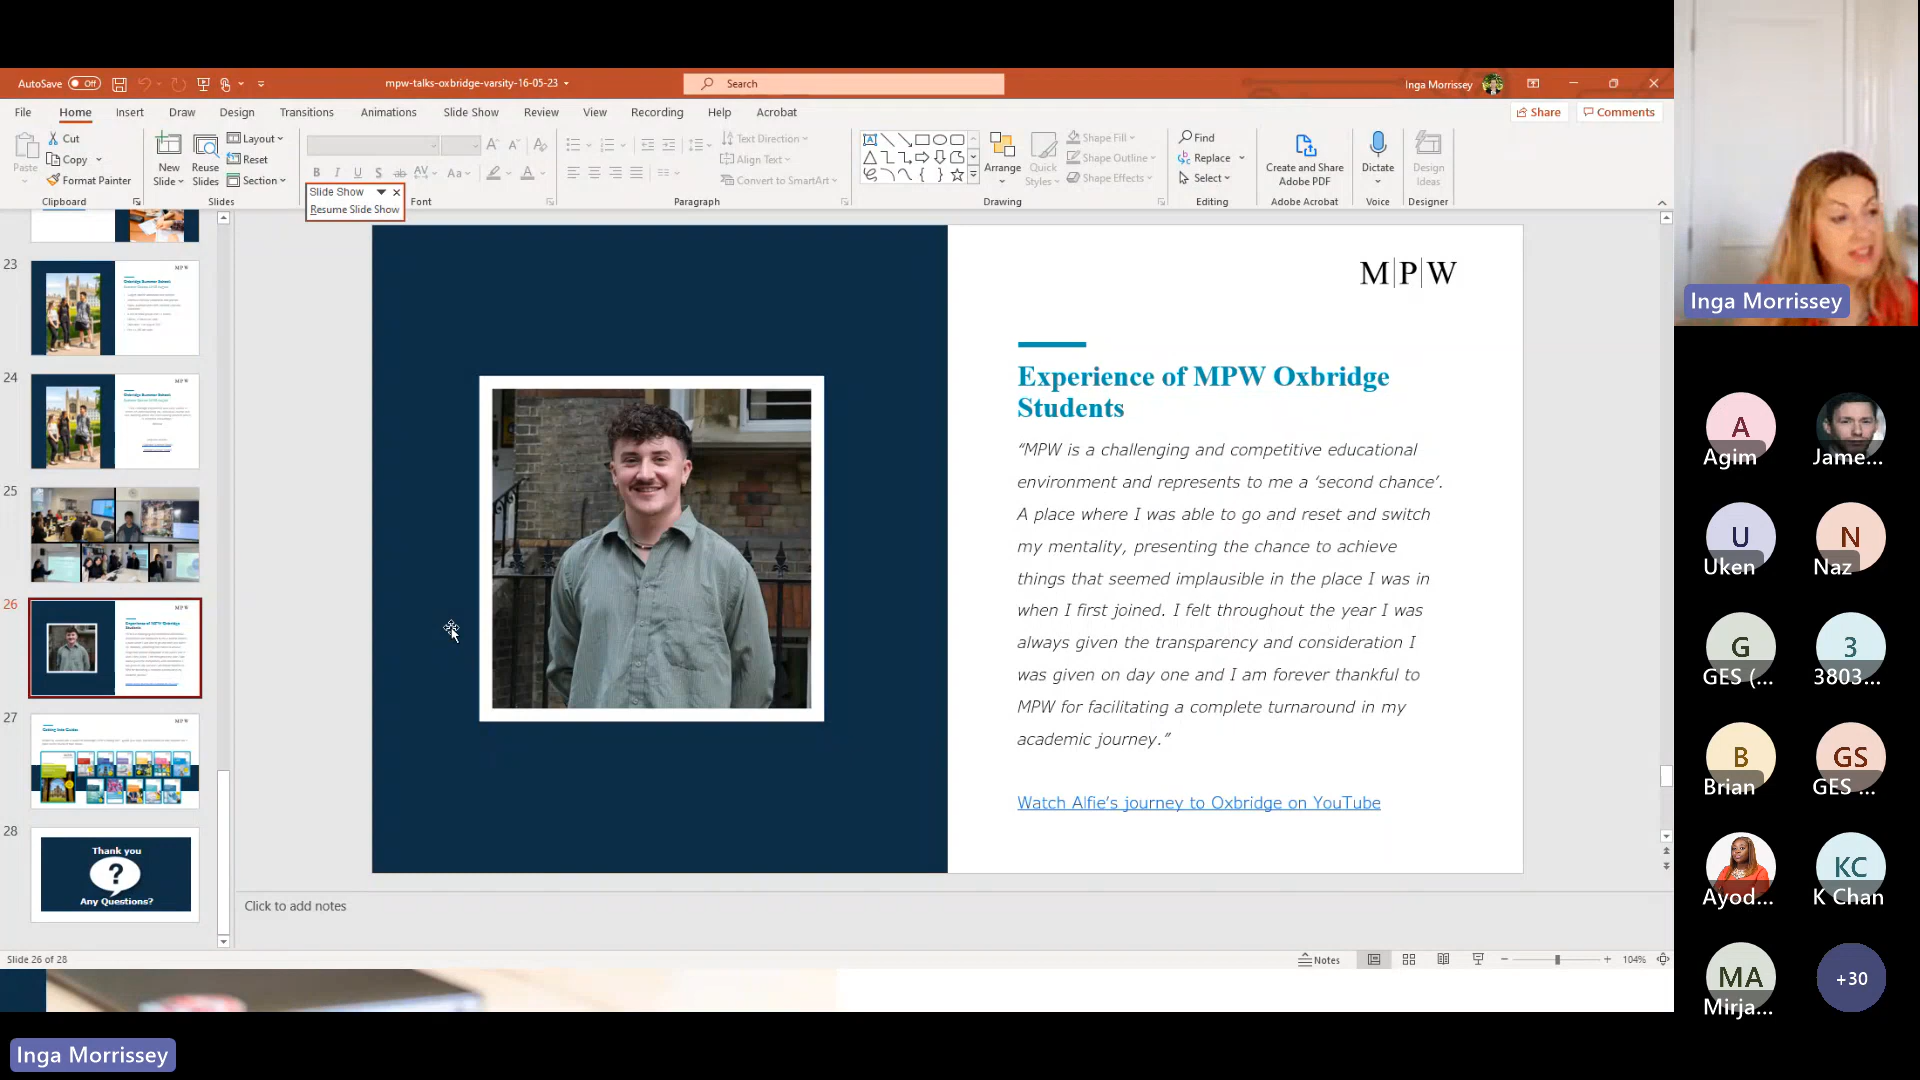 AutoSave Off
mpw-talks-oxbridge-varsity-16-05-23
Search
Inga Morrissey
File Home Insert Draw Design Transitions Animations Slide Show Review View Recording Help Acrobat
Share Comments
Paste
Cut
Copy
Format Painter
Clipboard
New Slide
Reuse Slides
Layout
Reset
Section
Slides
Slide Show
Resume Slide Show
Font
Text Direction
Align Text
Convert to SmartArt
Paragraph
Arrange
Quick Styles
Shape Fill
Shape Outline
Shape Effects
Drawing
Find
Replace
Select
Editing
Create and Share Adobe PDF
Adobe Acrobat
Dictate
Voice
Design Ideas
Designer
23
24
25
26
27
28
Getting Into Guides
Thank you
?
Any Questions?
M|P|W
Experience of MPW Oxbridge
Students
“MPW is a challenging and competitive educational
environment and represents to me a ‘second chance’.
A place where I was able to go and reset and switch
my mentality, presenting the chance to achieve
things that seemed implausible in the place I was in
when I first joined. I felt throughout the year I was
always given the transparency and consideration I
was given on day one and I am forever thankful to
MPW for facilitating a complete turnaround in my
academic journey.”
Watch Alfie’s journey to Oxbridge on YouTube
Click to add notes
Slide 26 of 28
Notes
104%
Inga Morrissey
A
Agim
Jame...
U
Uken
N
Naz
G
GES (...
3
3803...
B
Brian
GS
GES ...
Ayod...
KC
K Chan
MA
Mirja...
+30
Inga Morrissey